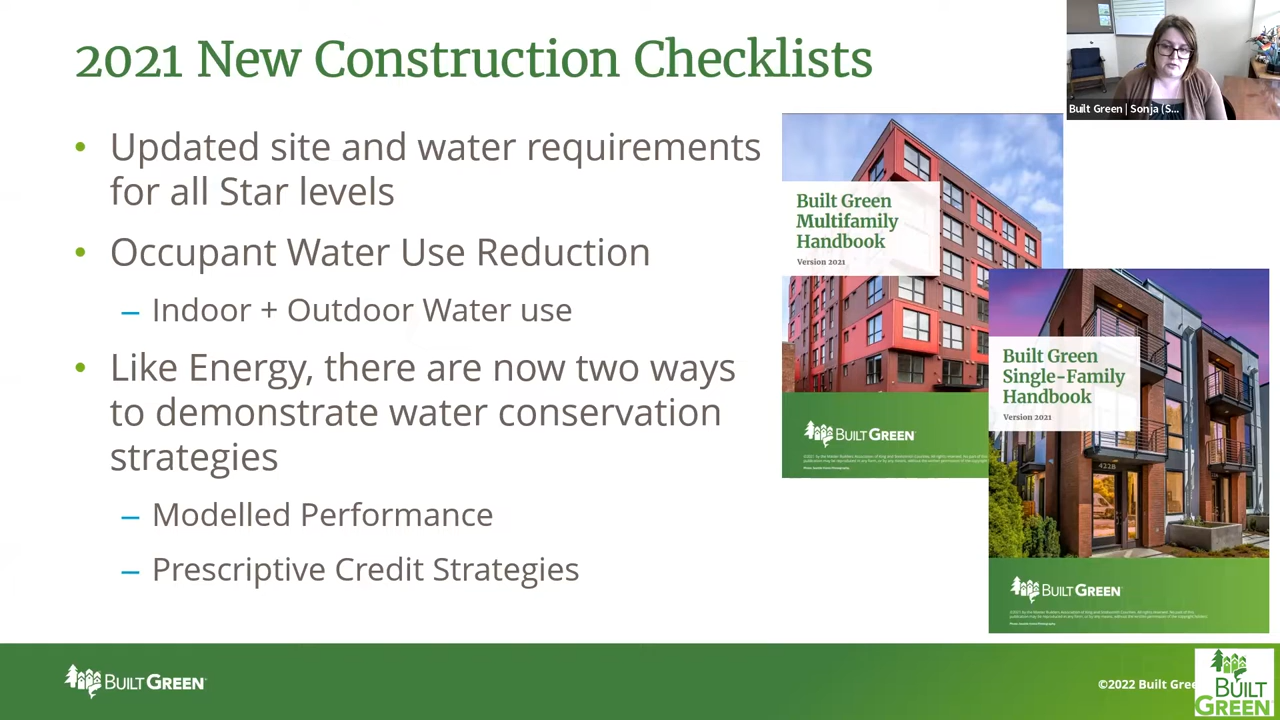 2021 New Construction Checklists
Built Green | Sonja (S...
• Updated site and water requirements
for all Star levels
• Occupant Water Use Reduction
– Indoor + Outdoor Water use
• Like Energy, there are now two ways
to demonstrate water conservation
strategies
– Modelled Performance
– Prescriptive Credit Strategies
Built Green
Multifamily
Handbook
Version 2021
BUILT GREEN
Built Green
Single-Family
Handbook
Version 2021
4228
BUILT GREEN
BUILT GREEN
©2022 Built Gree
BUILT
GREEN